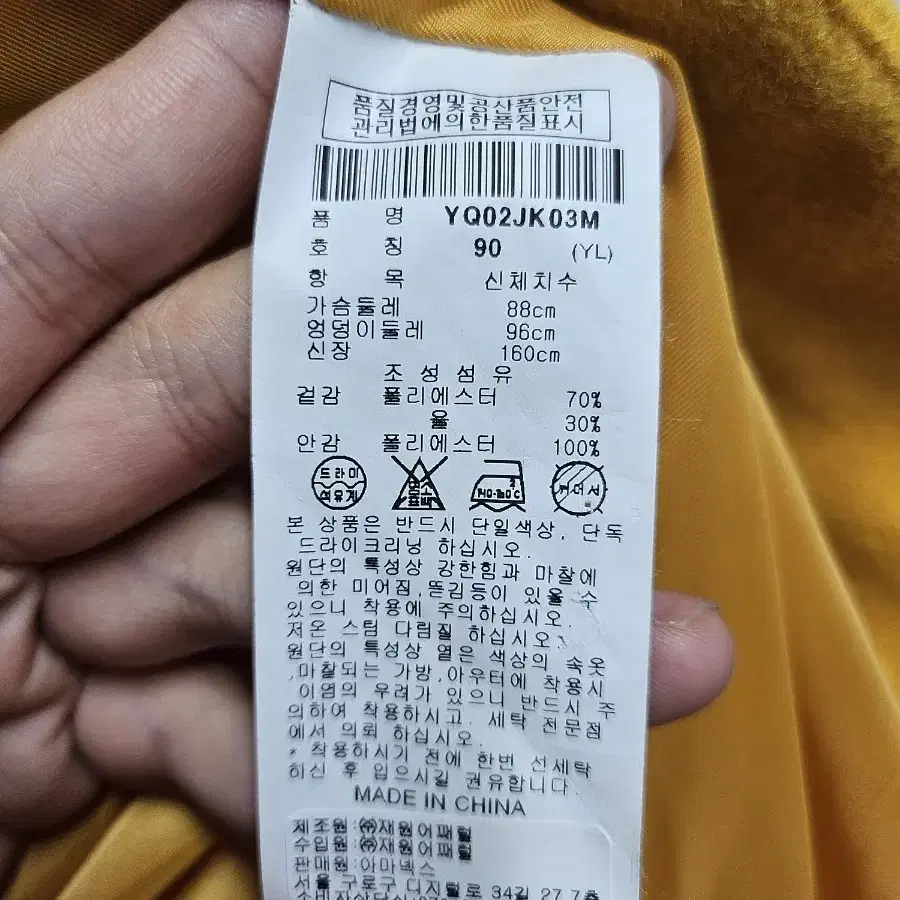 품질경영및공산품안전
관리법에의한품질표시
품 명 YQ02JK03M
호 칭 90 (YL)
항 목 신체치수
가슴둘레 88cm
엉덩이둘레 96cm
신장 160cm
조성섬유
겉감 폴리에스터 70%
울 30%
안감 폴리에스터 100%
드라이
석유계
염소
표백
140~160℃
본 상품은 반드시 단일색상, 단독
드라이크리닝 하십시오.
원단의 특성상 강한힘과 마찰에
의한 미어짐,뜯김등이 있을 수
있으니 착용에 주의하십시오.
저온 스팀 다림질 하십시오.
원단의 특성상 옅은 색상의 속옷
,마찰되는 가방,아우터에 착용시
이염의 우려가 있으니 반드시 주
의하여 착용하시고. 세탁 전문점
에서 의뢰 하십시오.
* 착용하시기 전에 한번 선세탁
하신 후 입으시길 권유합니다
MADE IN CHINA
제조원:㈜재원어패럴
수입원:㈜재원어패럴
판매원:아마넥스
서울 구로구 디지털로 34길 27 7층